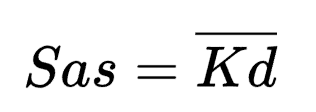 Sas = \overline{Kd}